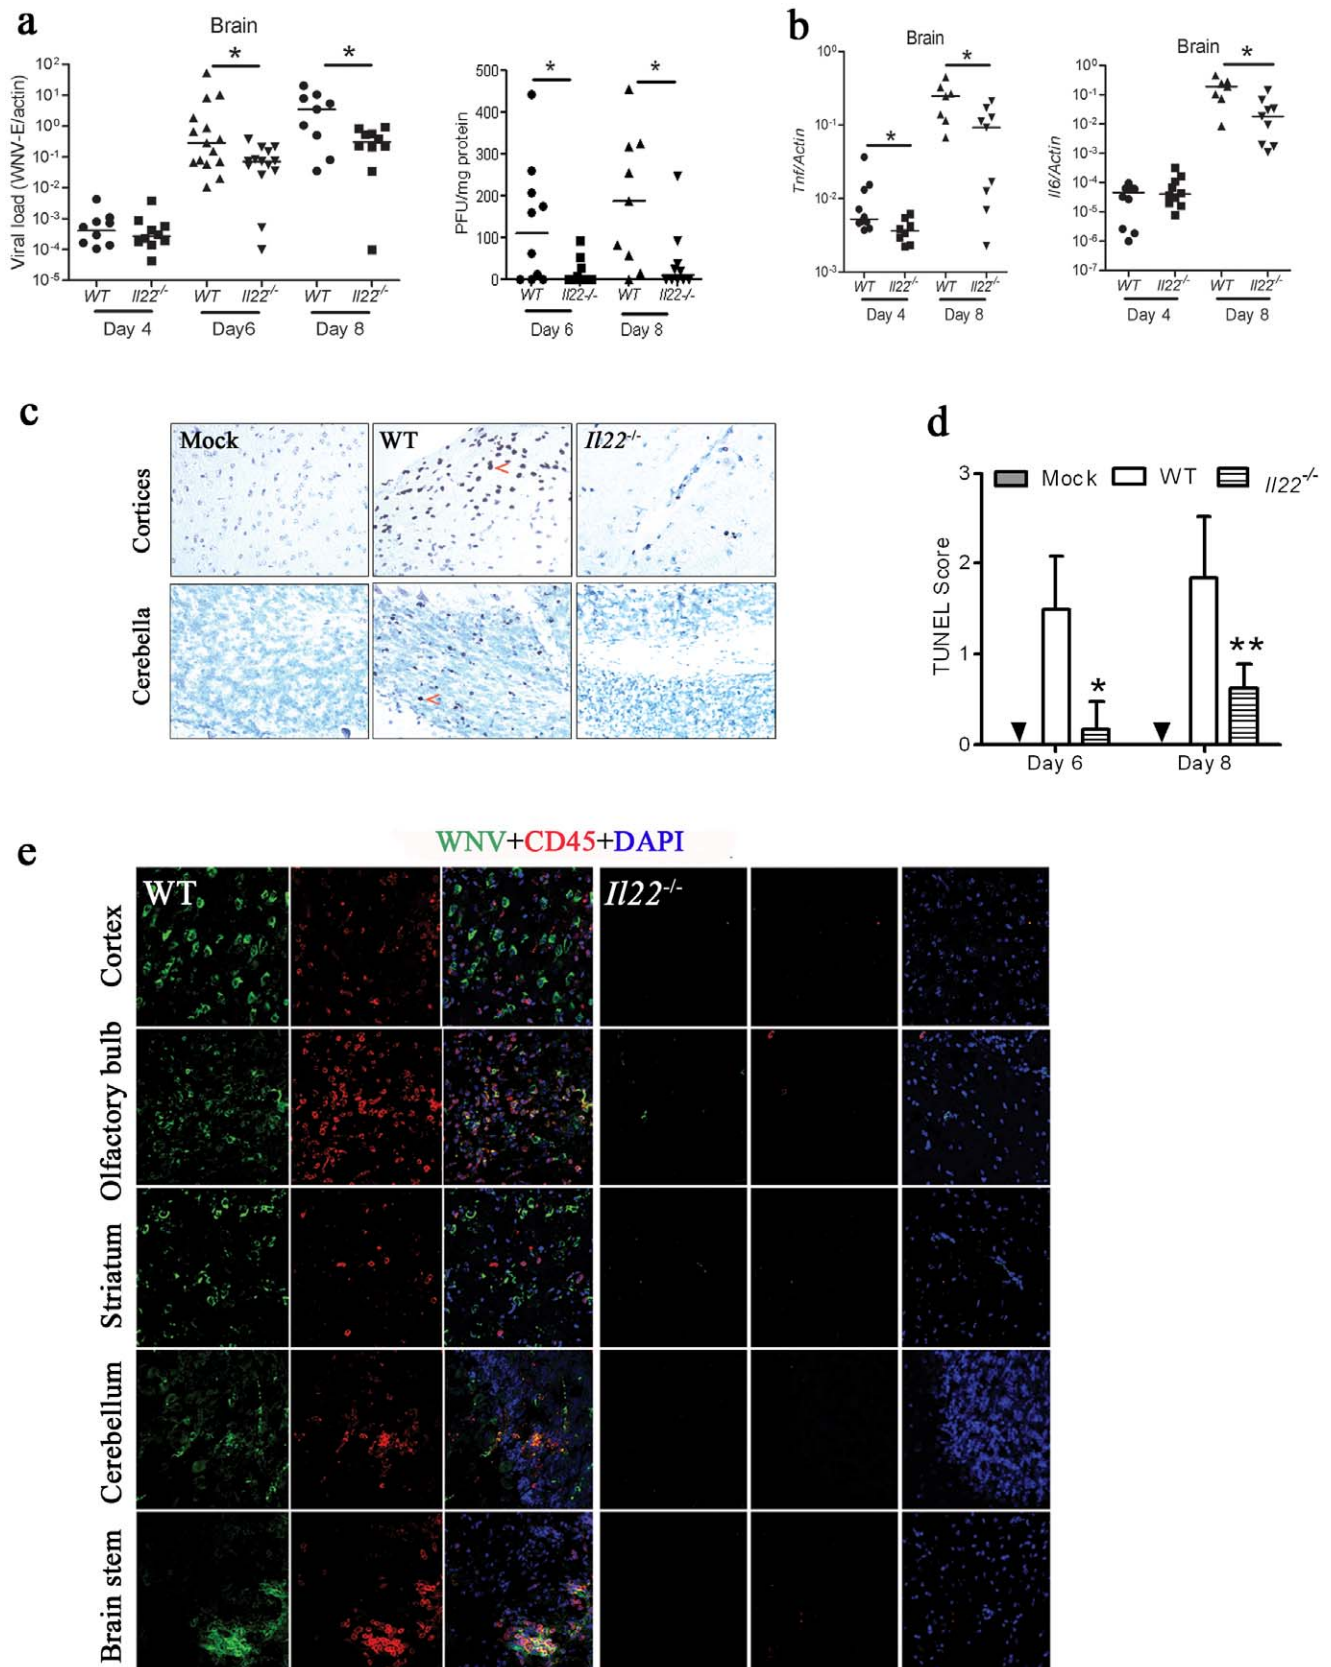 a
Brain
Viral load (WNV-E/actin)
10²
10¹
10⁰
10⁻¹
10⁻²
10⁻³
10⁻⁴
10⁻⁵
* *
WT Il22⁻/⁻ WT Il22⁻/⁻ WT Il22⁻/⁻
Day 4 Day6 Day 8
PFU/mg protein
500
400
300
200
100
0
* *
WT Il22-/- WT Il22-/-
Day 6 Day 8
b
Brain
Tnf/Actin
10⁰
10⁻¹
10⁻²
10⁻³
* *
WT Il22⁻/⁻ WT Il22⁻/⁻
Day 4 Day 8
Brain
Il6/Actin
10⁰
10⁻¹
10⁻²
10⁻³
10⁻⁴
10⁻⁵
10⁻⁶
10⁻⁷
*
WT Il22⁻/⁻ WT Il22⁻/⁻
Day 4 Day 8
c
Mock WT Il22⁻/⁻
Cortices
Cerebella
d
Mock WT Il22⁻/⁻
TUNEL Score
3
2
1
0
* **
Day 6 Day 8
e
WNV+CD45+DAPI
WT Il22⁻/⁻
Cortex
Olfactory bulb
Striatum
Cerebellum
Brain stem